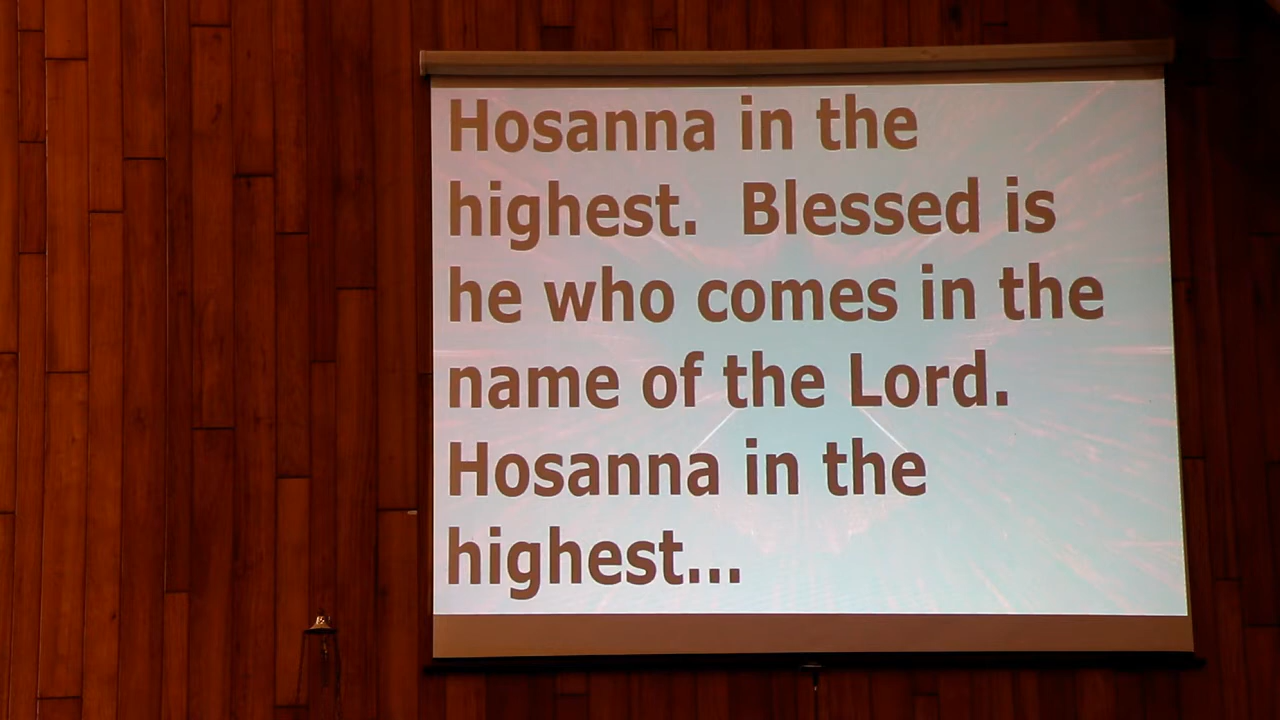 Hosanna in the
highest.  Blessed is
he who comes in the
name of the Lord.
Hosanna in the
highest...